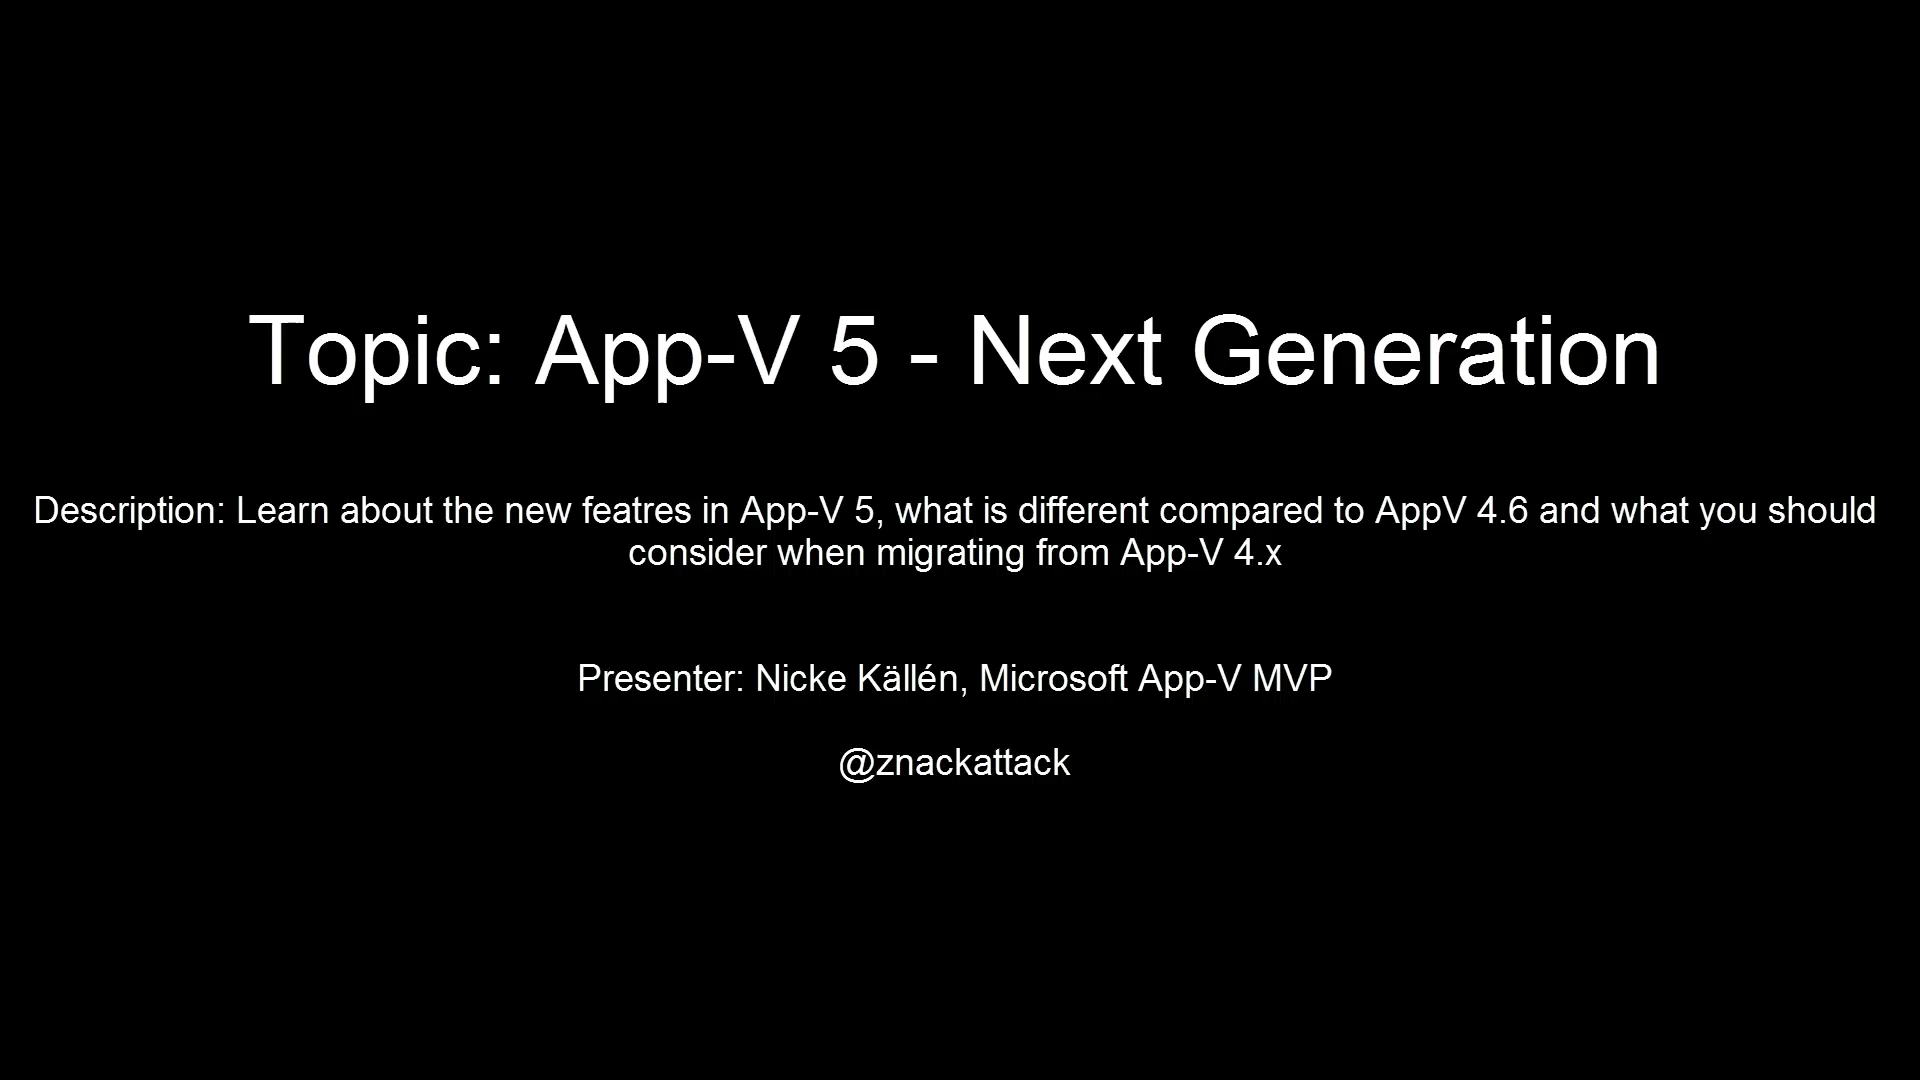 Topic: App-V 5 - Next Generation
Description: Learn about the new featres in App-V 5, what is different compared to AppV 4.6 and what you should
consider when migrating from App-V 4.x
Presenter: Nicke Källén, Microsoft App-V MVP
@znackattack